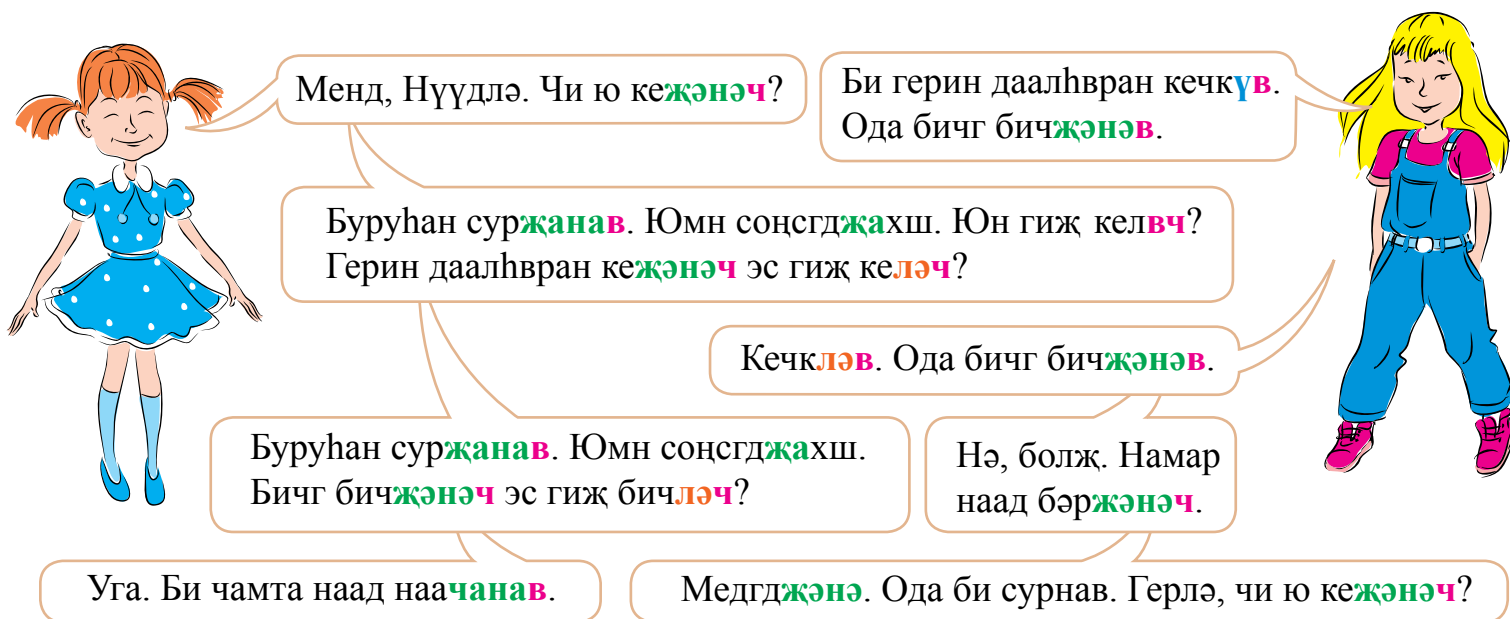 Менд, Нүүдлә. Чи ю кеҗәнәч?
Би герин даалһвран кечкүв.
Ода бичг бичҗәнәв.
Буруһан сурҗанав. Юмн соңсгдҗахш. Юн гиҗ келвч?
Герин даалһвран кеҗәнәч эс гиҗ келәч?
Кечкләв. Ода бичг бичҗәнәв.
Буруһан сурҗанав. Юмн соңсгдҗахш.
Бичг бичҗәнәч эс гиҗ бичләч?
Нә, болҗ. Намар
наад бәрҗәнәч.
Уга. Би чамта наад наачанав.
Медгдҗәнә. Ода би сурнав. Герлә, чи ю кеҗәнәч?